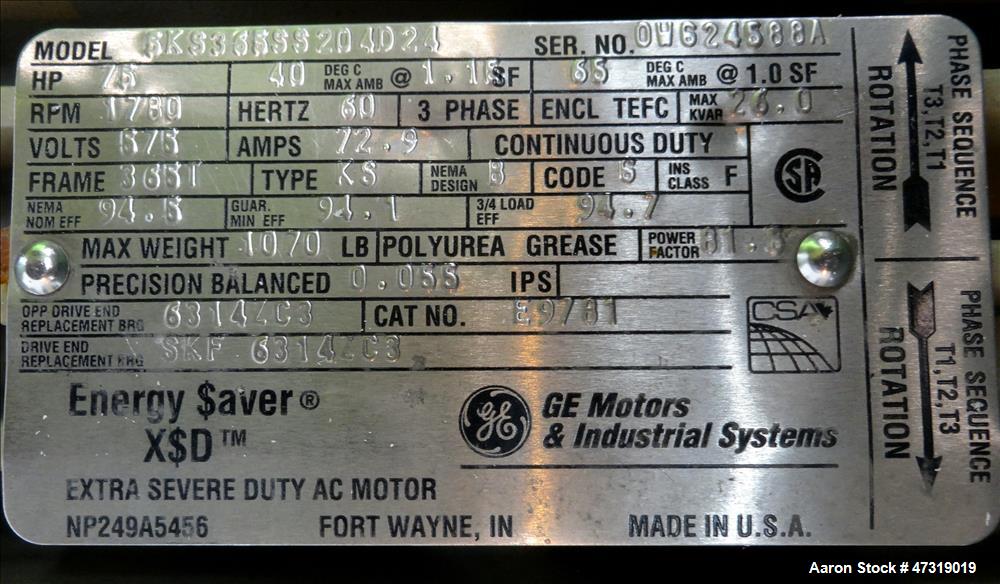 MODEL 5KS365SS204D24 SER. NO. OW624588A
HP 75 40 DEG C MAX AMB @ 1.15 SF 65 DEG C MAX AMB @ 1.0 SF
RPM 1780 HERTZ 60 3 PHASE ENCL TEFC MAX KVAR 26.0
VOLTS 575 AMPS 72.9 CONTINUOUS DUTY
FRAME 365T TYPE KS NEMA DESIGN B CODE G INS CLASS F
NEMA NOM EFF 94.5 GUAR. MIN EFF 94.1 3/4 LOAD EFF 94.7
MAX WEIGHT 1070 LB POLYUREA GREASE POWER FACTOR
PRECISION BALANCED 0.055 IPS
OPP DRIVE END REPLACEMENT BRG 6314ZC3 CAT NO. E9781
DRIVE END REPLACEMENT BRG SKF 6314ZC3
CSA
Energy $aver®
X$D™
GE
GE Motors
& Industrial Systems
EXTRA SEVERE DUTY AC MOTOR
NP249A5456 FORT WAYNE, IN MADE IN U.S.A.
PHASE SEQUENCE
T3,T2,T1
ROTATION
PHASE SEQUENCE
T1,T2,T3
ROTATION
Aaron Stock # 47319019